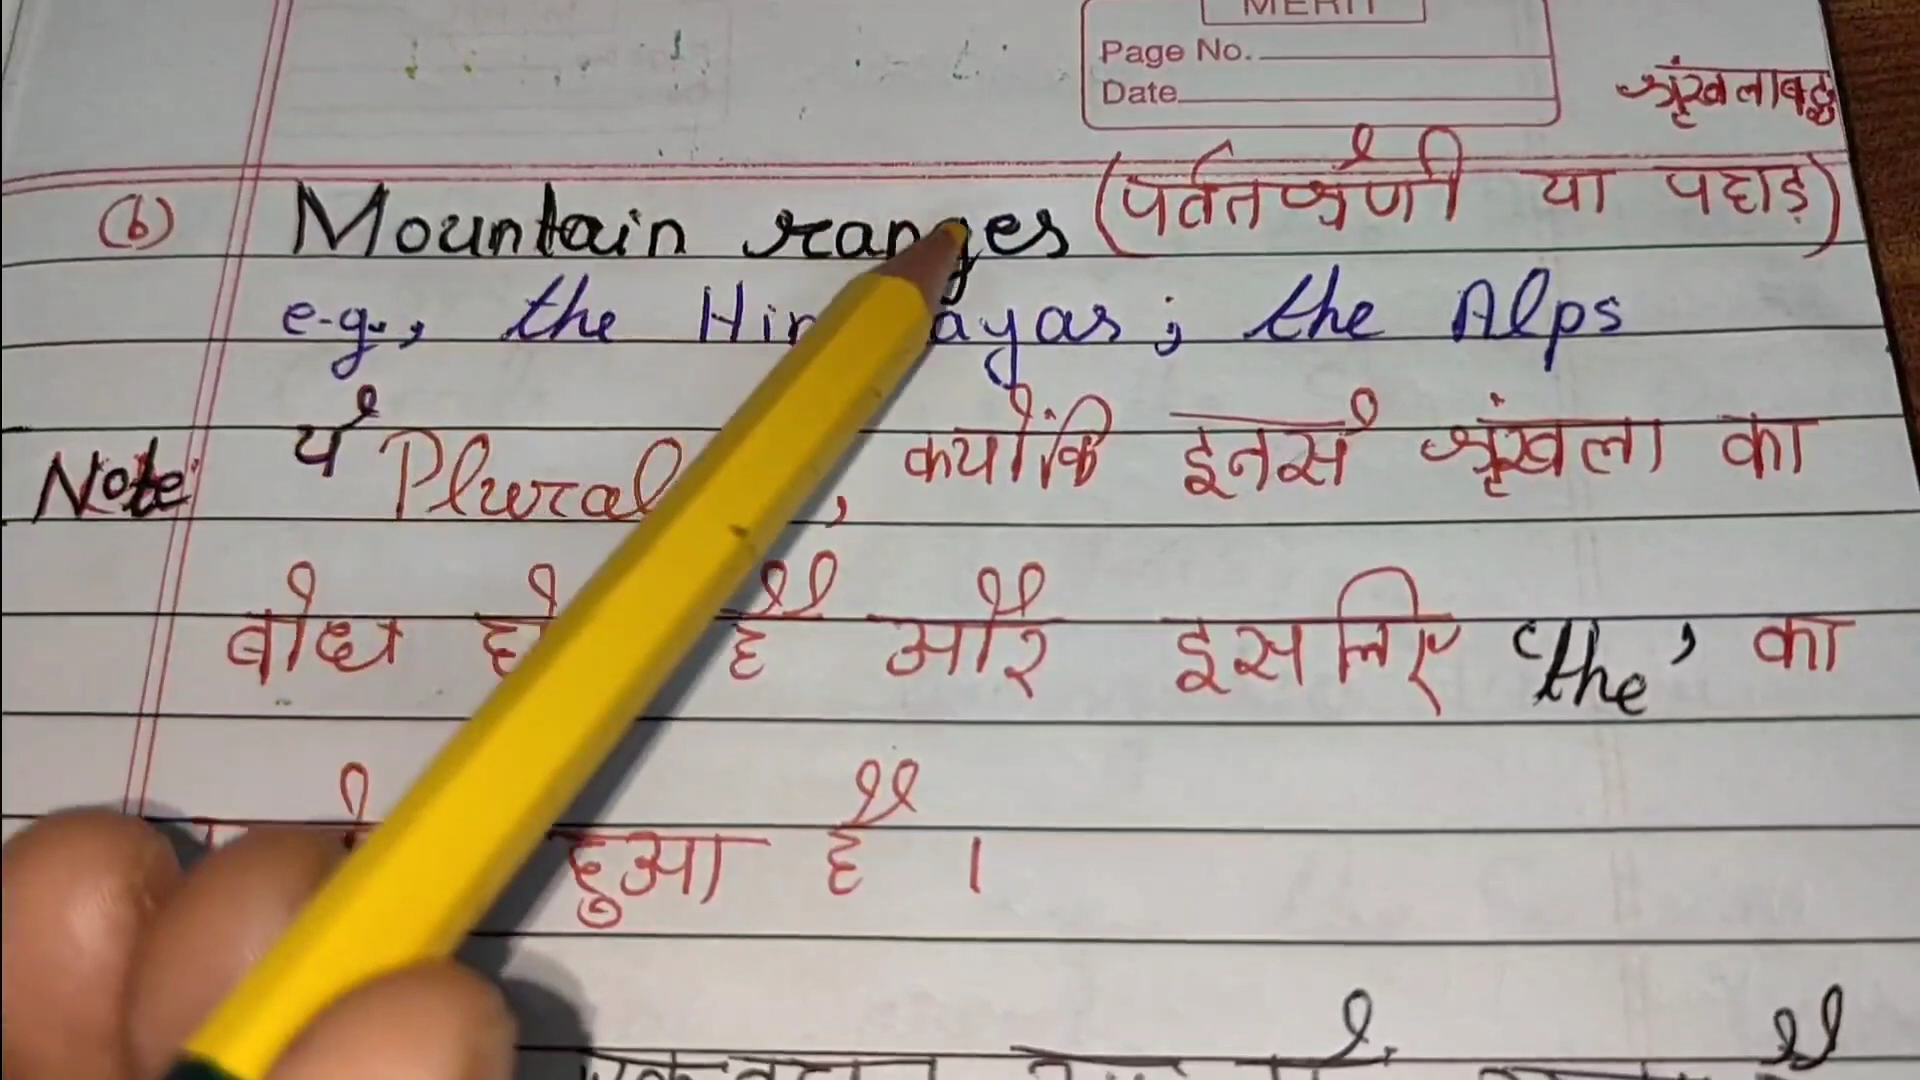 MERIT
Page No.
Date
श्रृंखलाबद्ध
(b) Mountain ranges (पर्वतश्रेणी या पहाड़)
e.g., the Himalayas; the Alps
Note: ये Plural , क्योंकि इनसे श्रृंखला का
बोध है और इसलिए 'the' का
हुआ है ।